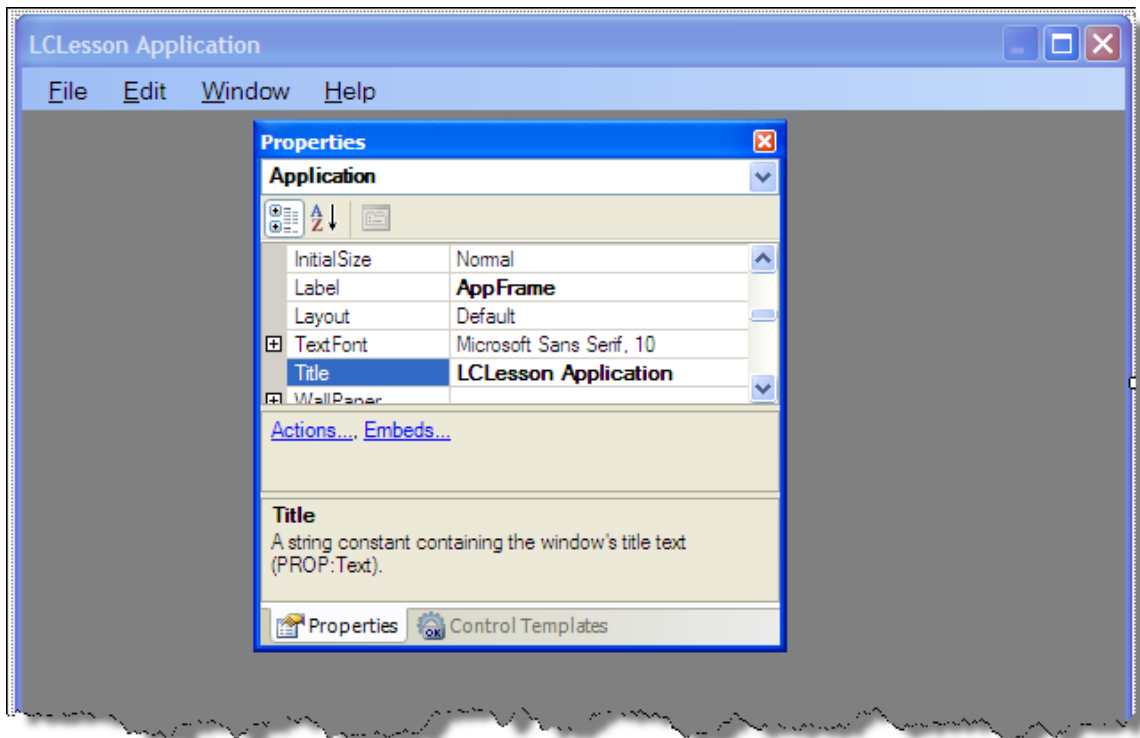 LCLesson Application
File Edit Window Help
Properties
Application
InitialSize Normal
Label AppFrame
Layout Default
TextFont Microsoft Sans Serif, 10
Title LCLesson Application
WallPaper
Actions..., Embeds...
Title
A string constant containing the window's title text
(PROP:Text).
Properties Control Templates